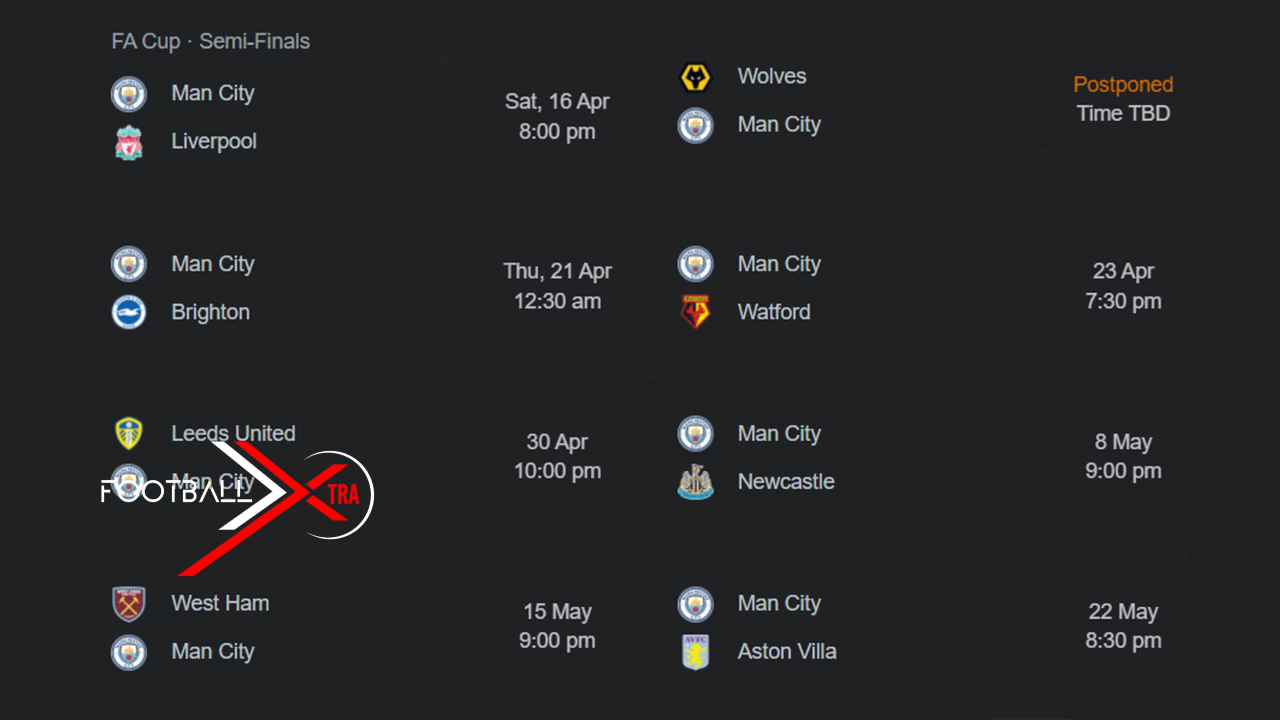 FA Cup · Semi-Finals
Man City
Liverpool
Sat, 16 Apr
8:00 pm
Wolves
Man City
Postponed
Time TBD
Man City
Brighton
Thu, 21 Apr
12:30 am
Man City
Watford
23 Apr
7:30 pm
Leeds United
Man City
30 Apr
10:00 pm
FOOTBALL XTRA
Man City
Newcastle
8 May
9:00 pm
West Ham
Man City
15 May
9:00 pm
Man City
Aston Villa
AVFC
22 May
8:30 pm